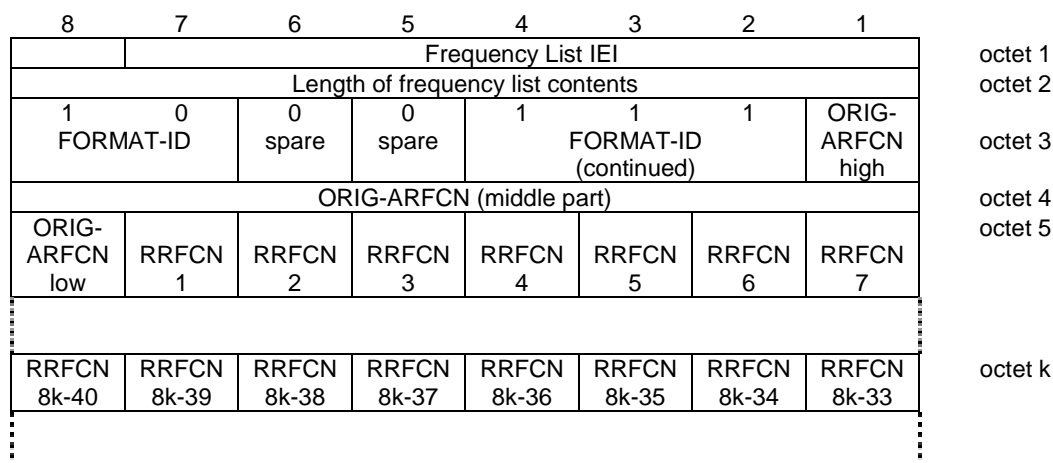 8 7 6 5 4 3 2 1
Frequency List IEI octet 1
Length of frequency list contents octet 2
1 0 0 0 1 1 1 ORIG-
FORMAT-ID spare spare FORMAT-ID ARFCN octet 3
(continued) high
ORIG-ARFCN (middle part) octet 4
ORIG- octet 5
ARFCN RRFCN RRFCN RRFCN RRFCN RRFCN RRFCN RRFCN
low 1 2 3 4 5 6 7
RRFCN RRFCN RRFCN RRFCN RRFCN RRFCN RRFCN RRFCN octet k
8k-40 8k-39 8k-38 8k-37 8k-36 8k-35 8k-34 8k-33